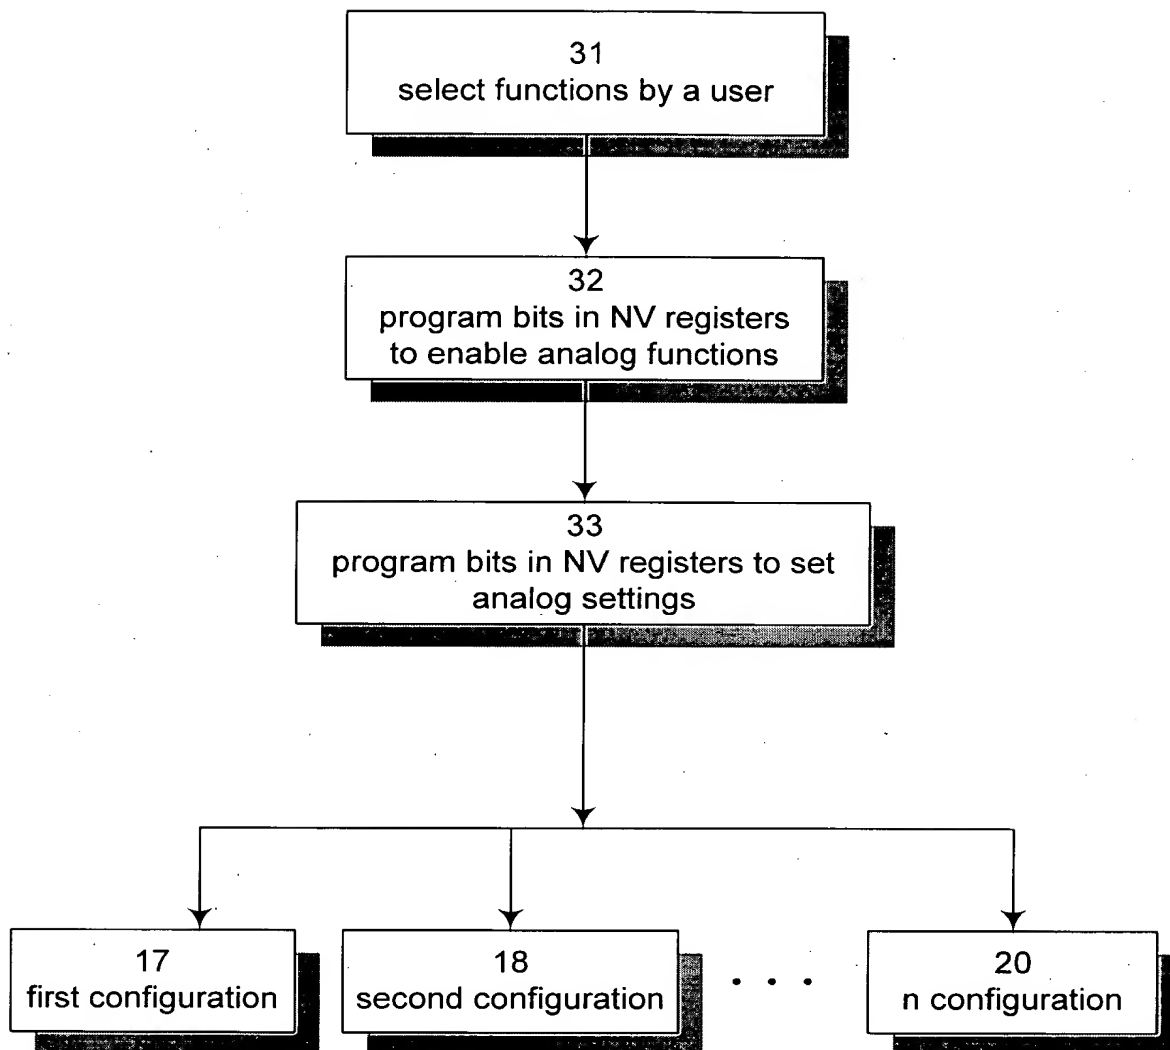 31
select functions by a user
32
program bits in NV registers
to enable analog functions
33
program bits in NV registers to set
analog settings
17
first configuration
18
second configuration
. . .
20
n configuration